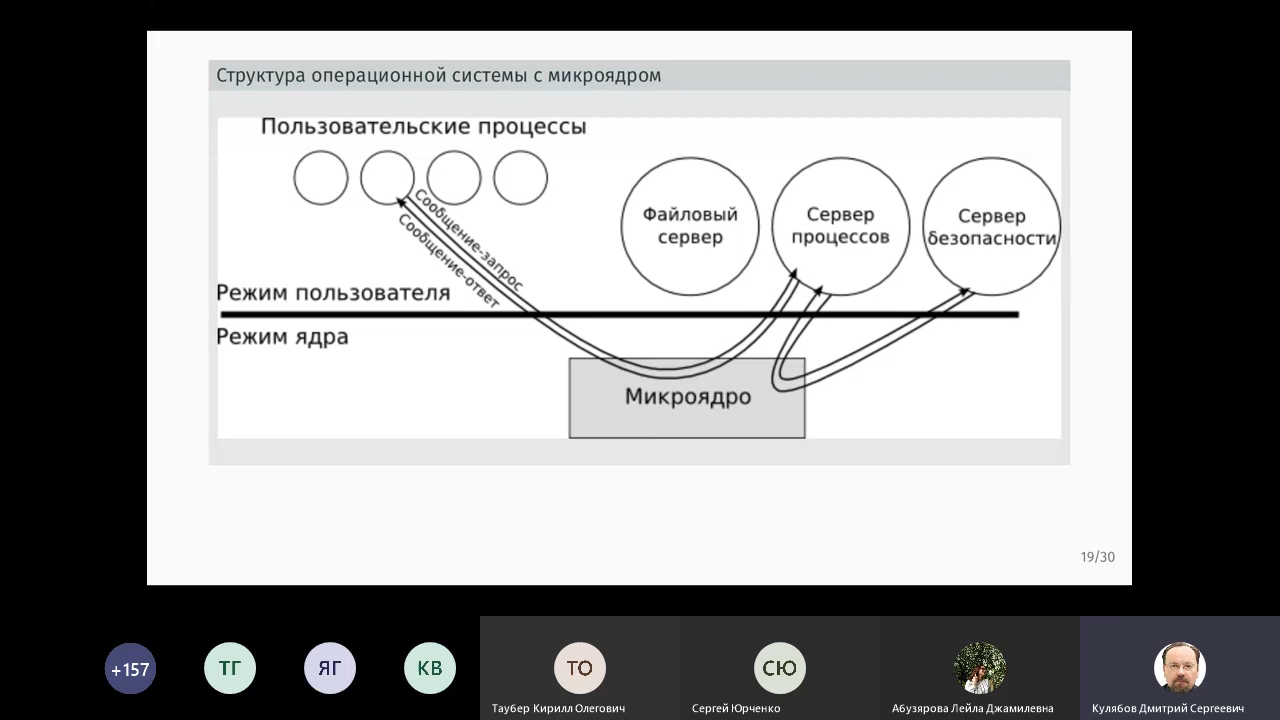 Структура операционной системы с микроядром
Пользовательские процессы
Сообщение-запрос
Сообщение-ответ
Файловый
сервер
Сервер
процессов
Сервер
безопасности
Режим пользователя
Режим ядра
Микроядро
19/30
+157
ТГ
ЯГ
КВ
ТО
СЮ
Таубер Кирилл Олегович
Сергей Юрченко
Абузярова Лейла Джамилевна
Кулябов Дмитрий Сергеевич